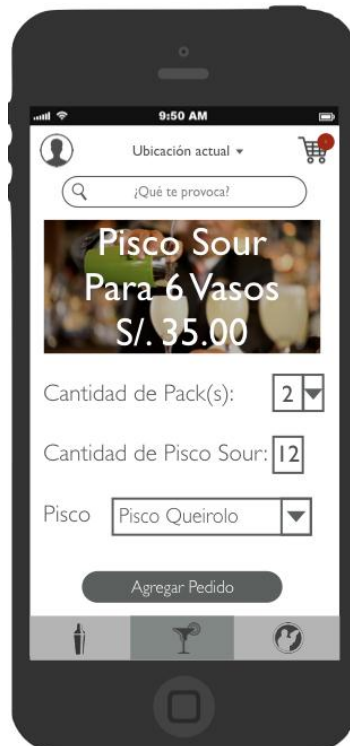 9:50 AM
Ubicación actual
¿Qué te provoca?
Pisco Sour
Para 6 Vasos
S/. 35.00
Cantidad de Pack(s): 2
Cantidad de Pisco Sour: 12
Pisco Pisco Queirolo
Agregar Pedido